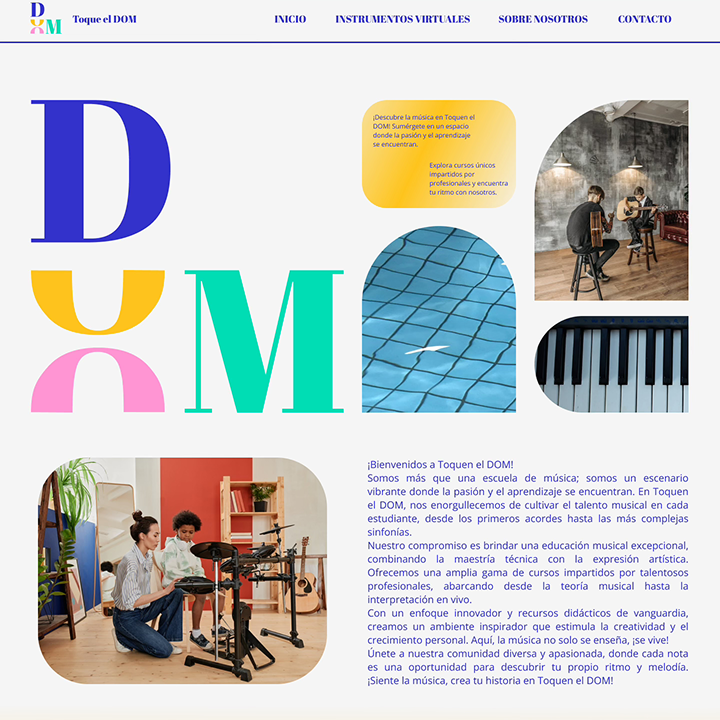 D
OM
Toque el DOM
INICIO
INSTRUMENTOS VIRTUALES
SOBRE NOSOTROS
CONTACTO
D
OM
¡Descubre la música en Toquen el
DOM! Sumérgete en un espacio
donde la pasión y el aprendizaje
se encuentran.
Explora cursos únicos
impartidos por
profesionales y encuentra
tu ritmo con nosotros.
¡Bienvenidos a Toquen el DOM!
Somos más que una escuela de música; somos un escenario
vibrante donde la pasión y el aprendizaje se encuentran. En Toquen
el DOM, nos enorgullecemos de cultivar el talento musical en cada
estudiante, desde los primeros acordes hasta las más complejas
sinfonías.
Nuestro compromiso es brindar una educación musical excepcional,
combinando la maestría técnica con la expresión artística.
Ofrecemos una amplia gama de cursos impartidos por talentosos
profesionales, abarcando desde la teoría musical hasta la
interpretación en vivo.
Con un enfoque innovador y recursos didácticos de vanguardia,
creamos un ambiente inspirador que estimula la creatividad y el
crecimiento personal. Aquí, la música no solo se enseña, ¡se vive!
Únete a nuestra comunidad diversa y apasionada, donde cada nota
es una oportunidad para descubrir tu propio ritmo y melodía.
¡Siente la música, crea tu historia en Toquen el DOM!